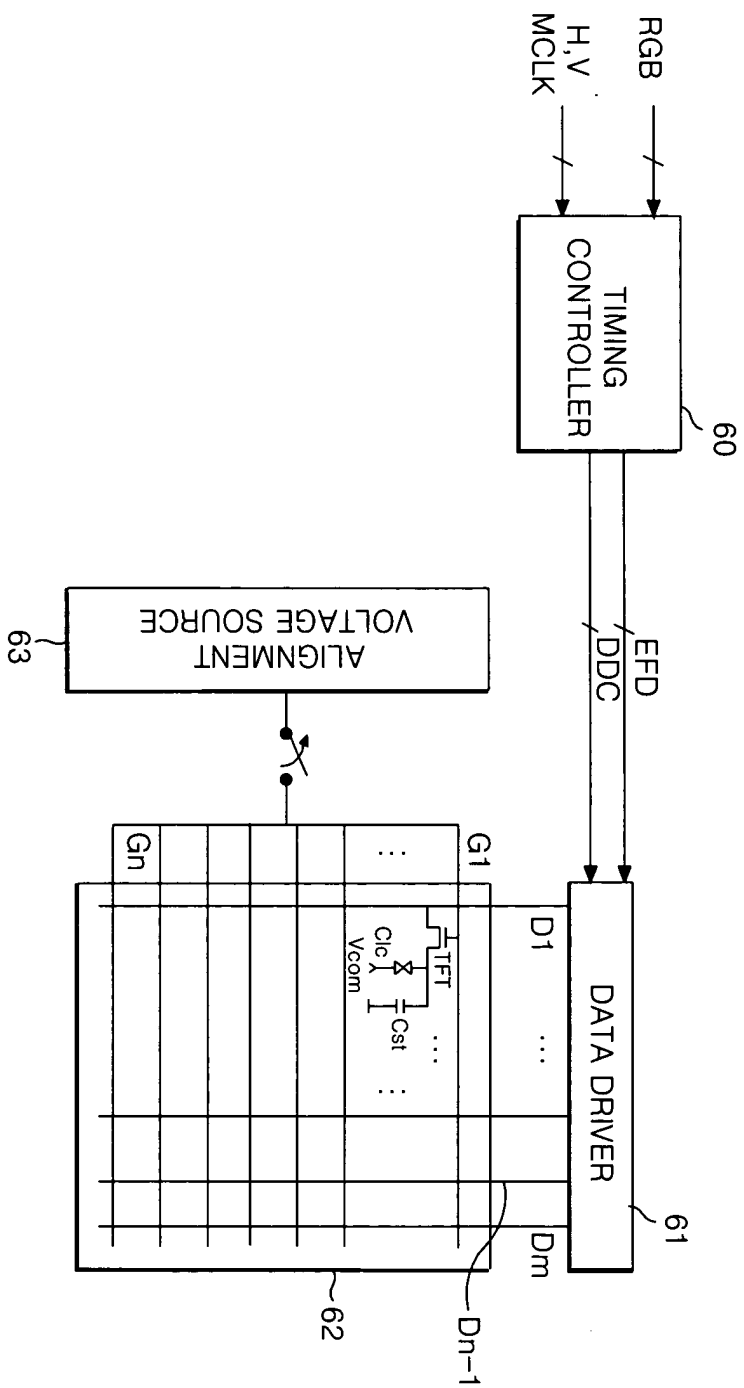 RGB
H,V
MCLK
TIMING
CONTROLLER
60
EFD
DDC
ALIGNMENT
VOLTAGE SOURCE
63
DATA DRIVER
61
D1
...
Dm
Dn-1
G1
...
Gn
TFT
Clc
Vcom
Cst
...
...
62